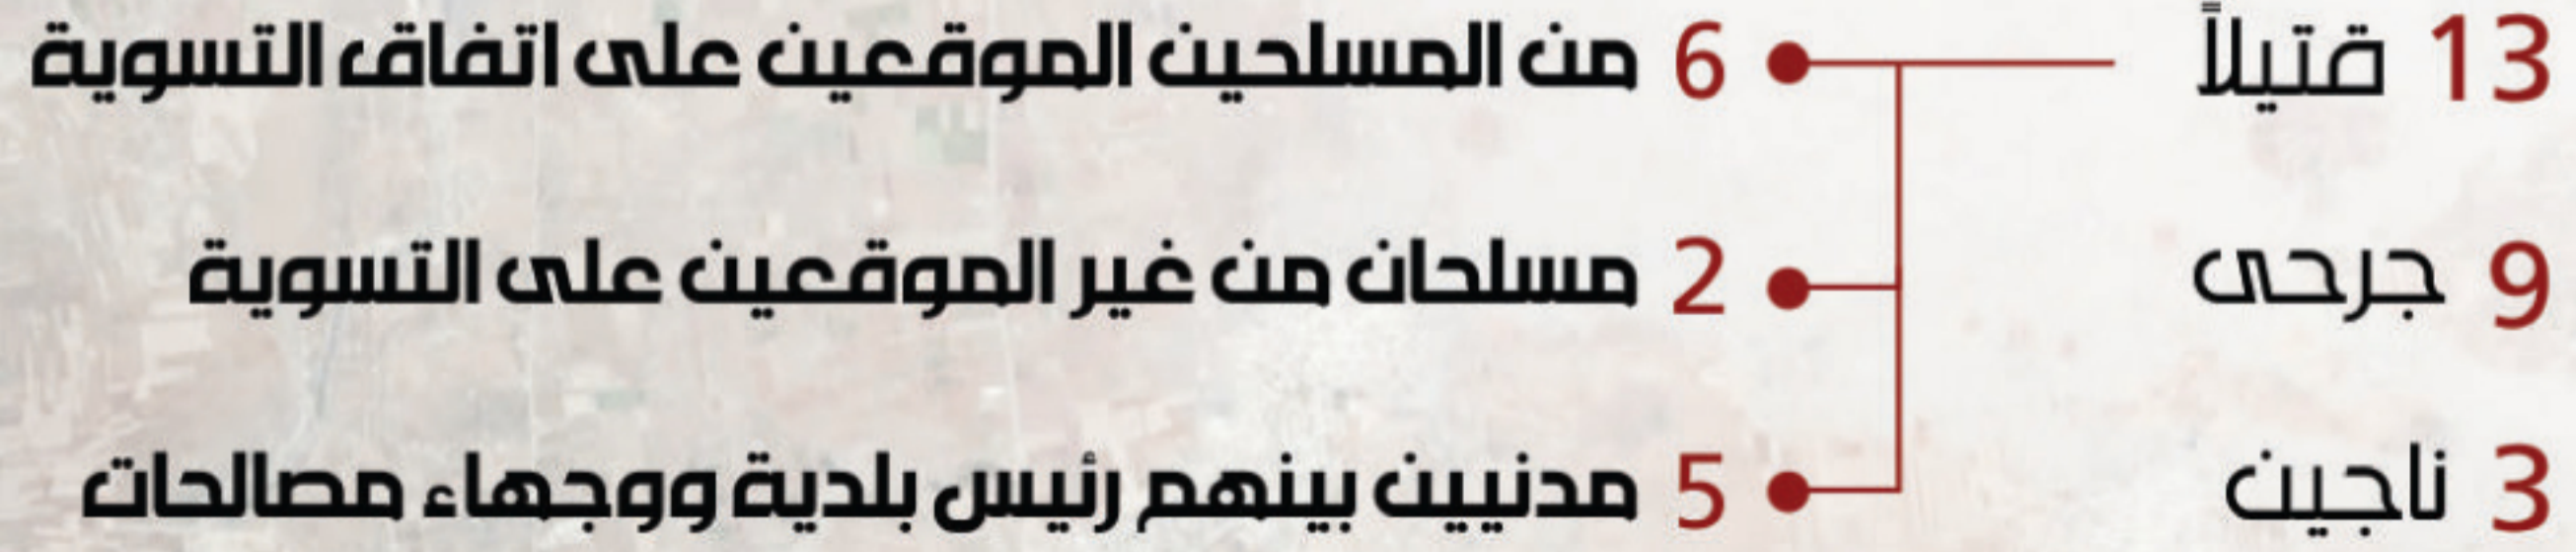 13 قتيلاً 6 من المسلحين الموقعين على اتفاق التسوية
9 جرحى 2 مسلحان من غير الموقعين على التسوية
3 ناجين 5 مدنيين بينهم رئيس بلدية ووجهاء مصالحات